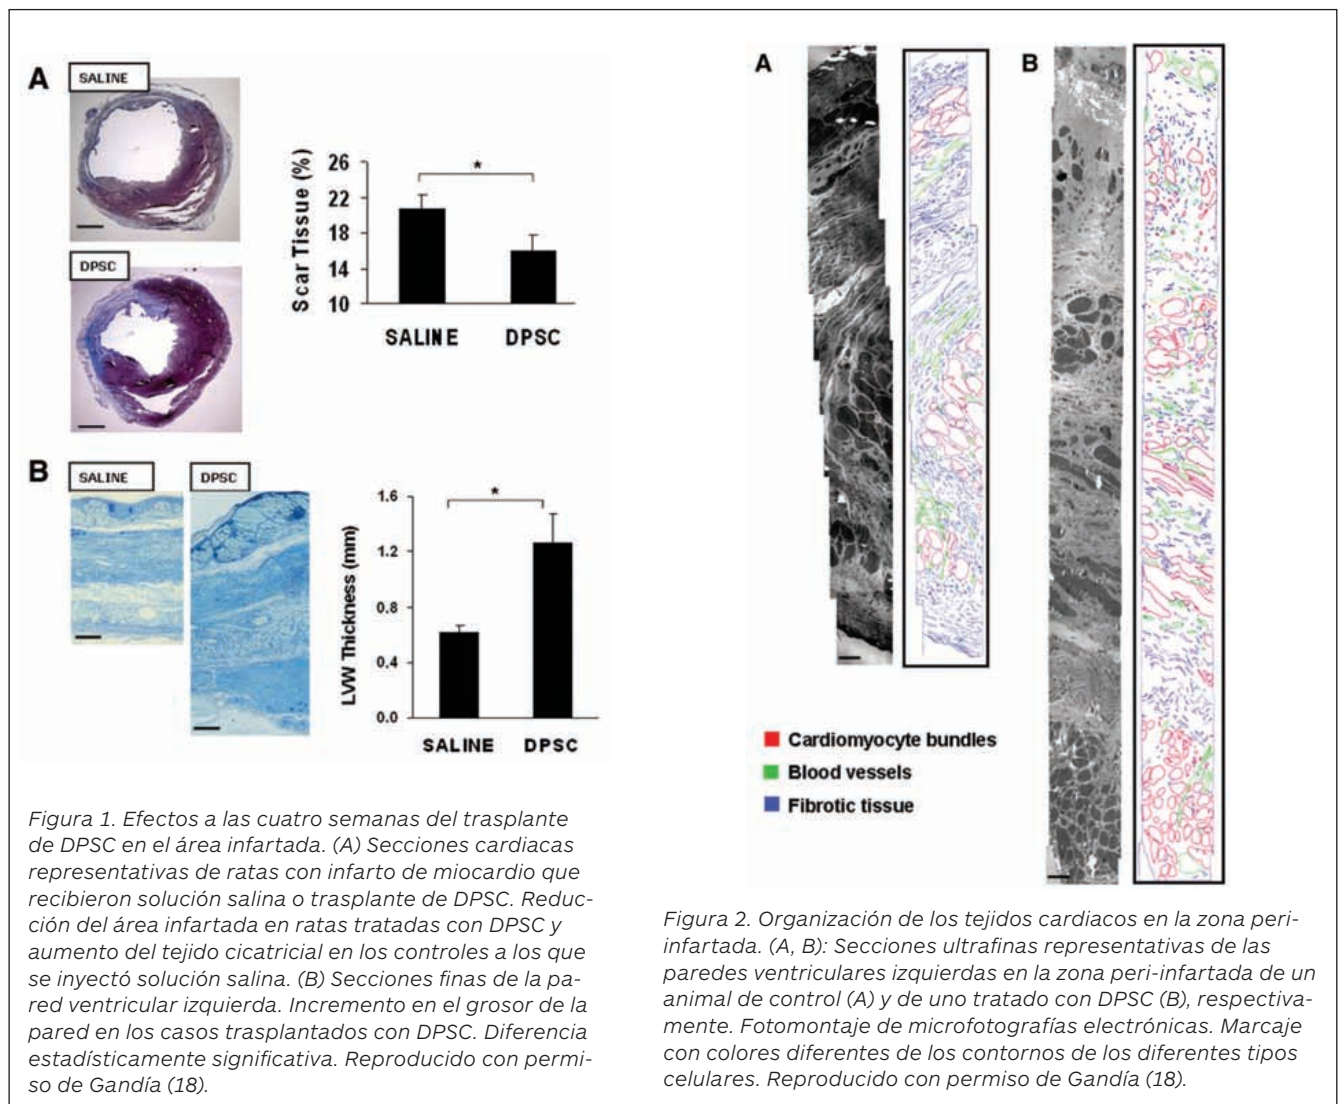 A
SALINE
DPSC
Scar Tissue (%)
26
22
18
14
10
*
SALINE
DPSC
B
SALINE
DPSC
LVW Thickness (mm)
1.6
1.2
0.8
0.4
0.0
*
SALINE
DPSC
Figura 1. Efectos a las cuatro semanas del trasplante
de DPSC en el área infartada. (A) Secciones cardiacas
representativas de ratas con infarto de miocardio que
recibieron solución salina o trasplante de DPSC. Reduc-
ción del área infartada en ratas tratadas con DPSC y
aumento del tejido cicatricial en los controles a los que
se inyectó solución salina. (B) Secciones finas de la pa-
red ventricular izquierda. Incremento en el grosor de la
pared en los casos trasplantados con DPSC. Diferencia
estadísticamente significativa. Reproducido con permi-
so de Gandía (18).
A
B
Cardiomyocyte bundles
Blood vessels
Fibrotic tissue
Figura 2. Organización de los tejidos cardiacos en la zona peri-
infartada. (A, B): Secciones ultrafinas representativas de las
paredes ventriculares izquierdas en la zona peri-infartada de un
animal de control (A) y de uno tratado con DPSC (B), respectiva-
mente. Fotomontaje de microfotografías electrónicas. Marcaje
con colores diferentes de los contornos de los diferentes tipos
celulares. Reproducido con permiso de Gandía (18).